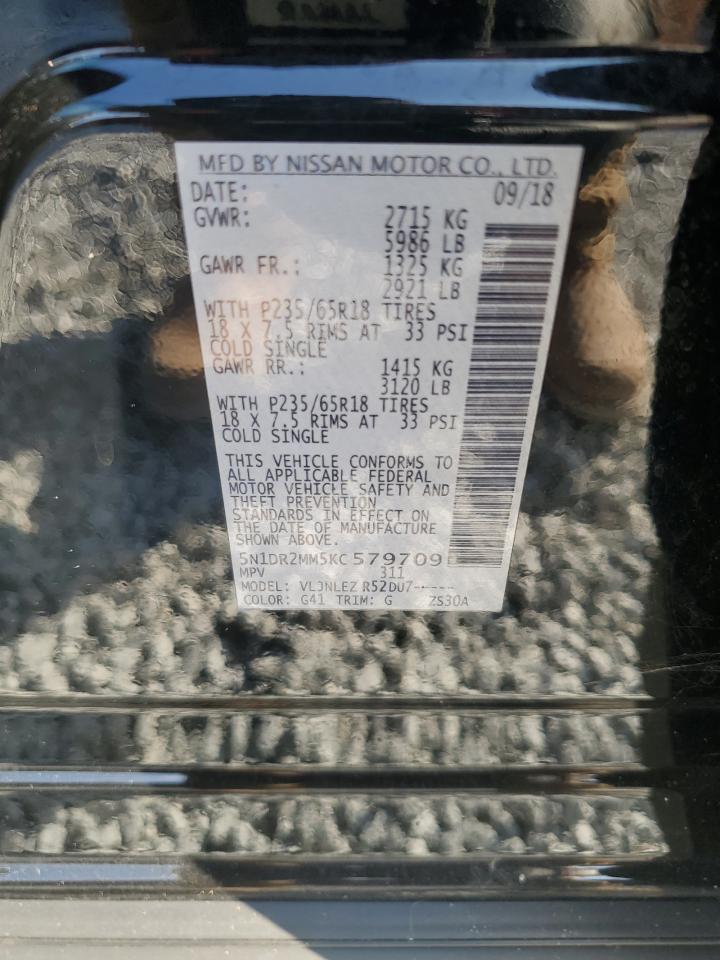 MFD BY NISSAN MOTOR CO., LTD.
DATE: 09/18
GVWR: 2715 KG
5986 LB
GAWR FR.: 1325 KG
2921 LB
WITH P235/65R18 TIRES
18 X 7.5 RIMS AT 33 PSI
COLD SINGLE
GAWR RR.: 1415 KG
3120 LB
WITH P235/65R18 TIRES
18 X 7.5 RIMS AT 33 PSI
COLD SINGLE
THIS VEHICLE CONFORMS TO
ALL APPLICABLE FEDERAL
MOTOR VEHICLE SAFETY AND
THEFT PREVENTION
STANDARDS IN EFFECT ON
THE DATE OF MANUFACTURE
SHOWN ABOVE.
5N1DR2MM5KC 579709
MPV 311
MODEL: R52DU7-----
COLOR: G41 TRIM: G ZS30A